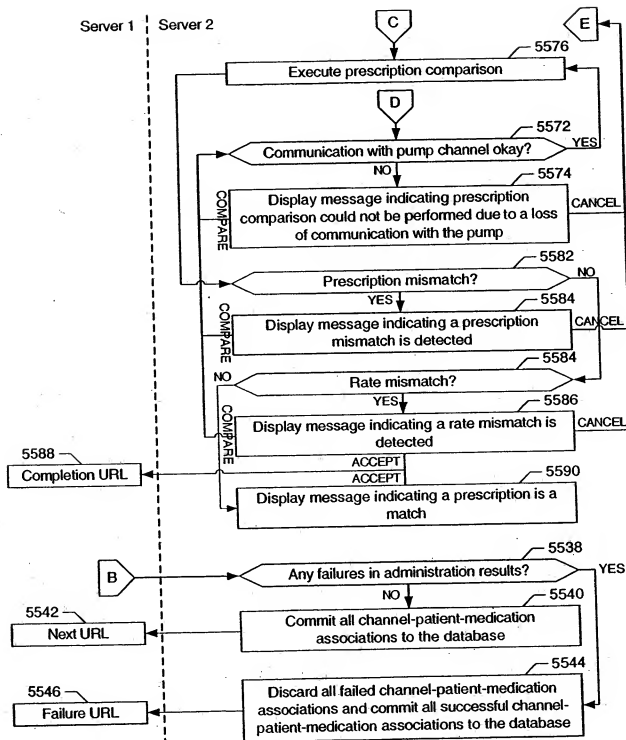 Server 1
Server 2
C
E
5576
Execute prescription comparison
D
5572
Communication with pump channel okay?
YES
NO
5574
Display message indicating prescription
comparison could not be performed due to a loss
of communication with the pump
COMPARE
CANCEL
5582
Prescription mismatch?
NO
YES
5584
Display message indicating a prescription
mismatch is detected
COMPARE
CANCEL
5584
NO
Rate mismatch?
YES
5586
Display message indicating a rate mismatch is
detected
COMPARE
CANCEL
5588
Completion URL
ACCEPT
ACCEPT
5590
Display message indicating a prescription is a
match
5538
B
Any failures in administration results?
YES
NO
5540
5542
Commit all channel-patient-medication
associations to the database
Next URL
5544
5546
Discard all failed channel-patient-medication
associations and commit all successful channel-
patient-medication associations to the database
Failure URL